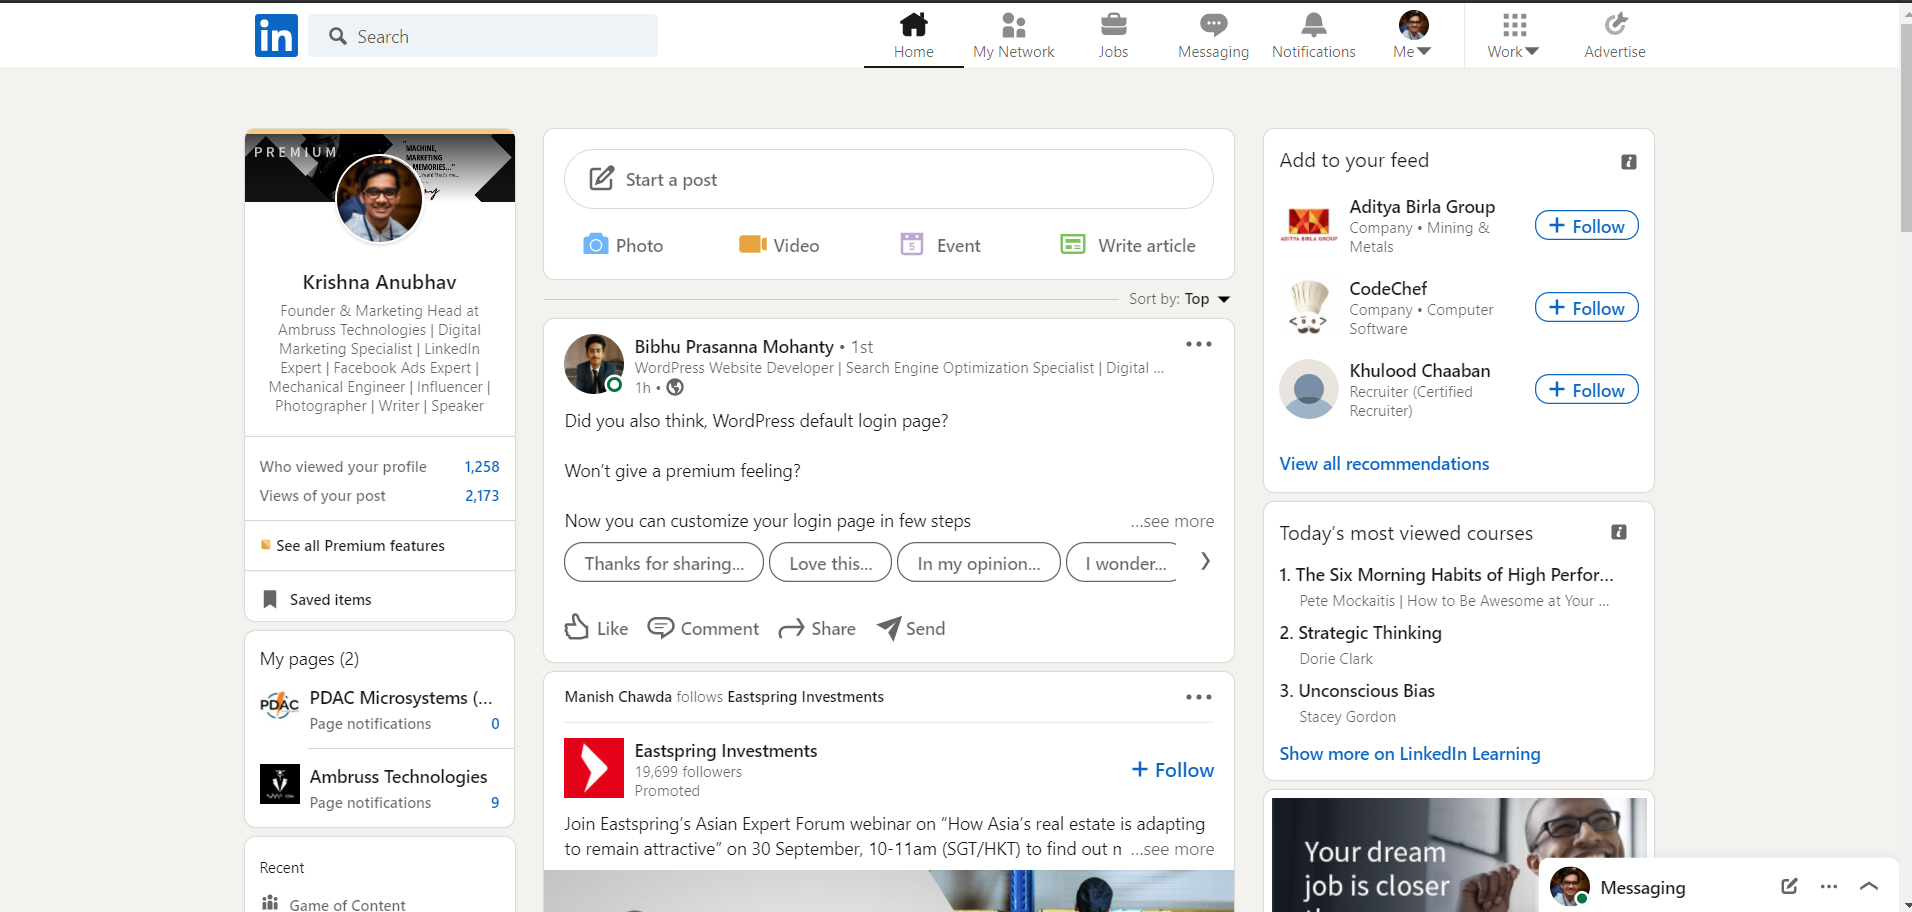 in
Search
Home
My Network
Jobs
Messaging
Notifications
Me
Work
Advertise
PREMIUM
"MACHINE,
MARKETING
MEMORIES..."
Krishna Anubhav
Founder & Marketing Head at
Ambruss Technologies | Digital
Marketing Specialist | LinkedIn
Expert | Facebook Ads Expert |
Mechanical Engineer | Influencer |
Photographer | Writer | Speaker
Who viewed your profile 1,258
Views of your post 2,173
See all Premium features
Saved items
My pages (2)
PDAC
PDAC Microsystems (...
Page notifications 0
Ambruss Technologies
Page notifications 9
Recent
Game of Content
Start a post
Photo
Video
5
Event
Write article
Sort by: Top
Bibhu Prasanna Mohanty • 1st
WordPress Website Developer | Search Engine Optimization Specialist | Digital ...
1h •
Did you also think, WordPress default login page?
Won't give a premium feeling?
Now you can customize your login page in few steps ...see more
Thanks for sharing...
Love this...
In my opinion...
I wonder...
Like
Comment
Share
Send
Manish Chawda follows Eastspring Investments
Eastspring Investments
19,699 followers
Promoted
+ Follow
Join Eastspring's Asian Expert Forum webinar on "How Asia's real estate is adapting
to remain attractive" on 30 September, 10-11am (SGT/HKT) to find out n ...see more
Add to your feed
ADITYA BIRLA GROUP
Aditya Birla Group
Company • Mining &
Metals
+ Follow
CodeChef
Company • Computer
Software
+ Follow
Khulood Chaaban
Recruiter (Certified
Recruiter)
+ Follow
View all recommendations
Today's most viewed courses
1. The Six Morning Habits of High Perfor...
Pete Mockaitis | How to Be Awesome at Your ...
2. Strategic Thinking
Dorie Clark
3. Unconscious Bias
Stacey Gordon
Show more on LinkedIn Learning
Your dream
job is closer
Messaging